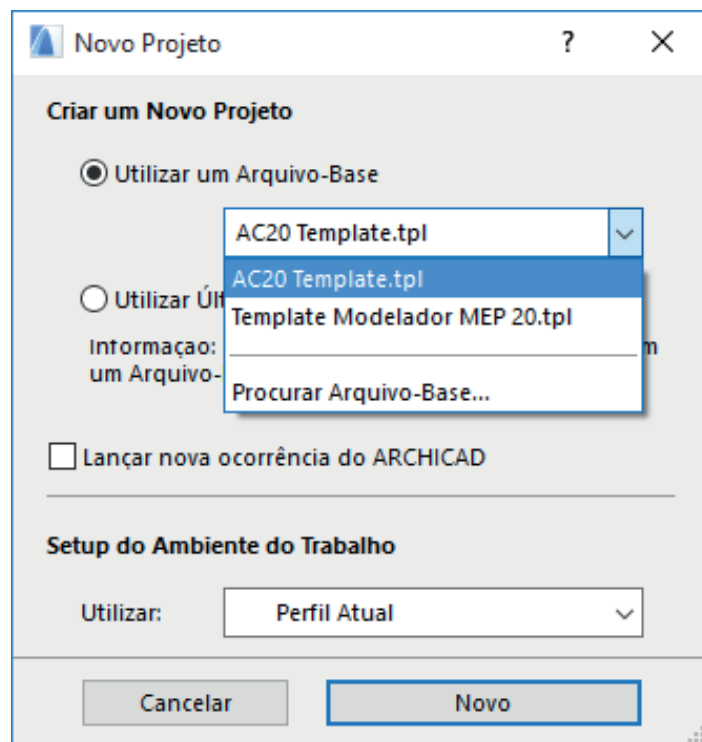 Novo Projeto ?
Criar um Novo Projeto
Utilizar um Arquivo-Base
AC20 Template.tpl
AC20 Template.tpl
Utilizar
Template Modelador MEP 20.tpl
Informaçao:
um Arquivo-
Procurar Arquivo-Base...
Lançar nova ocorrência do ARCHICAD
Setup do Ambiente do Trabalho
Utilizar: Perfil Atual
Cancelar Novo